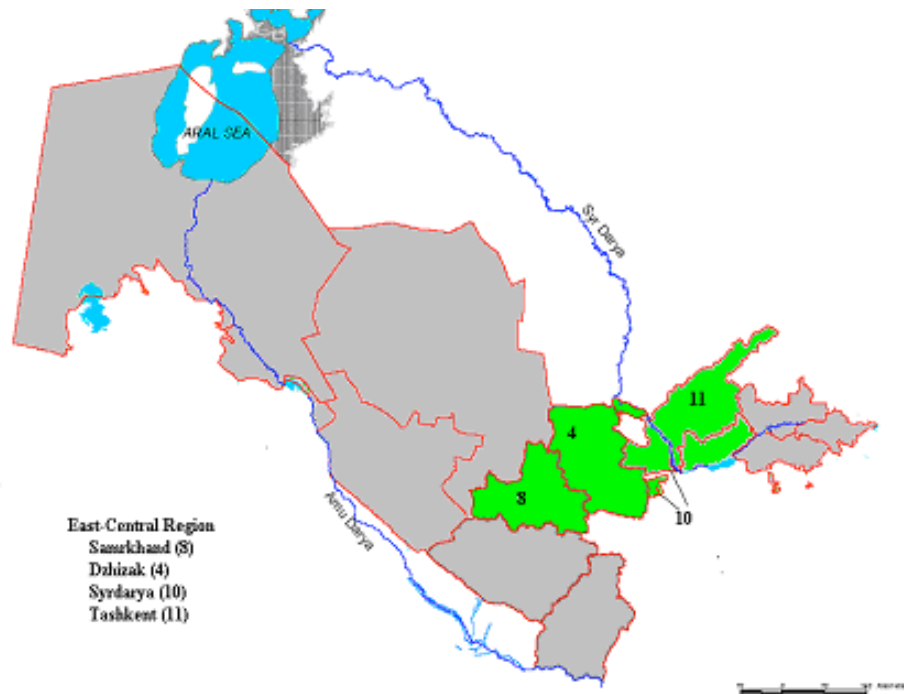 ARAL SEA
Syr Darya
11
4
8
10
Amu Darya
East-Central Region
Samrkhand (8)
Dzhizak (4)
Syrdarya (10)
Tashkent (11)